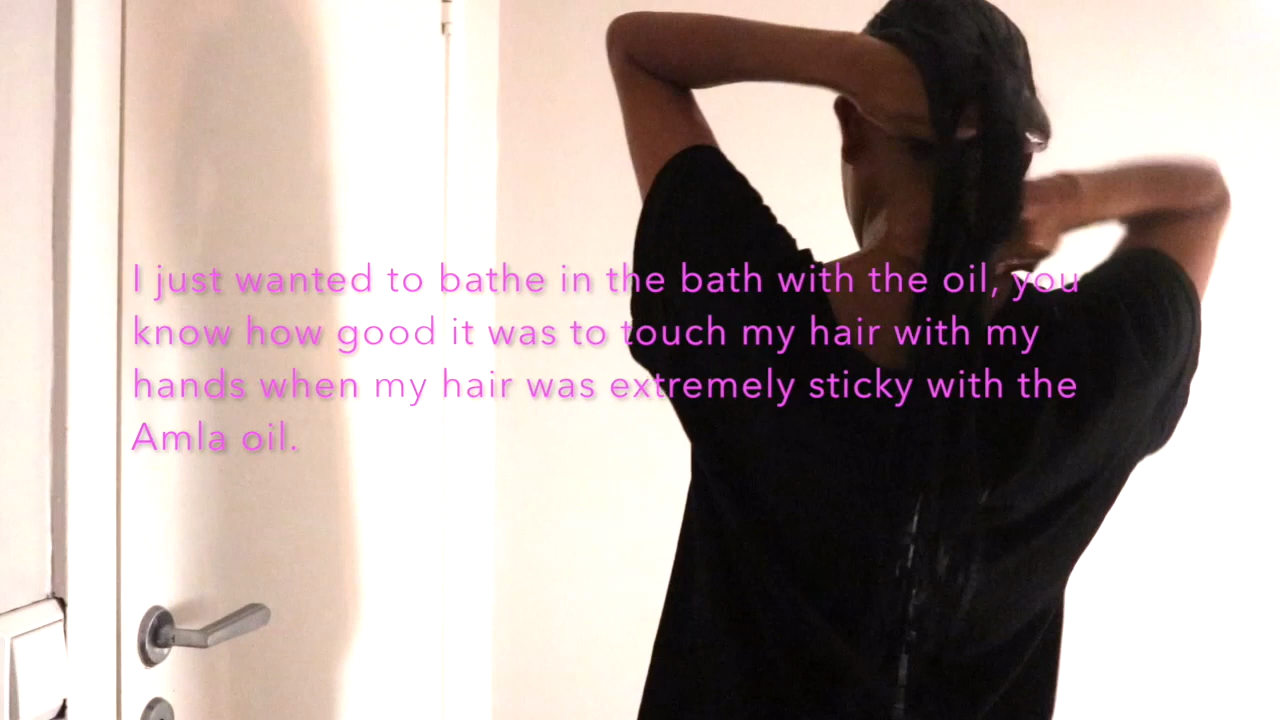 I just wanted to bathe in the bath with the oil, you
know how good it was to touch my hair with my
hands when my hair was extremely sticky with the
Amla oil.